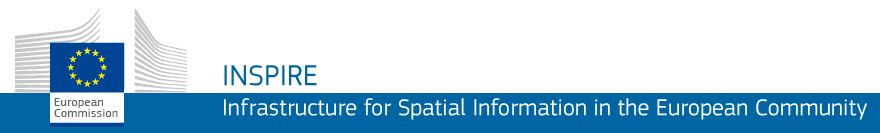 INSPIRE
European
Commission
Infrastructure for Spatial Information in the European Community